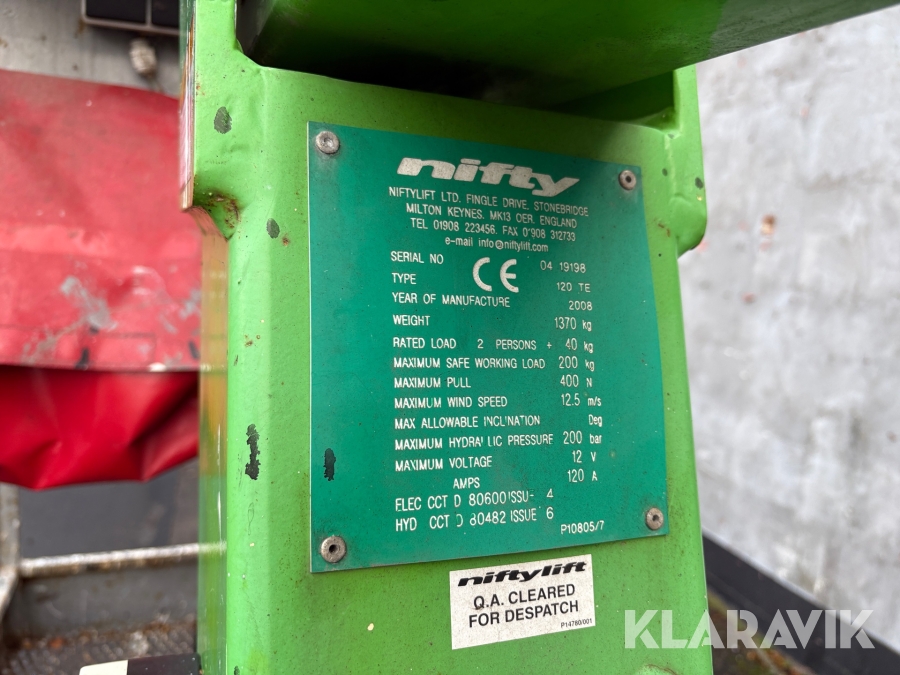 nifty
NIFTYLIFT LTD. FINGLE DRIVE, STONEBRIDGE
MILTON KEYNES, MK13 OER, ENGLAND
TEL 01908 223456. FAX 01908 312733
e-mail info@niftylift.com
SERIAL NO CE 04 19198
TYPE 120 TE
YEAR OF MANUFACTURE 2008
WEIGHT 1370 kg
RATED LOAD 2 PERSONS + 40 kg
MAXIMUM SAFE WORKING LOAD 200 kg
MAXIMUM PULL 400 N
MAXIMUM WIND SPEED 12.5 m/s
MAX ALLOWABLE INCLINATION Deg
MAXIMUM HYDRAULIC PRESSURE 200 bar
MAXIMUM VOLTAGE 12 V
AMPS 120 A
ELEC CCT D 80600 ISSUE 4
HYD CCT D 80482 ISSUE 6
P10805/7
niftylift
Q.A. CLEARED
FOR DESPATCH
P14780/001
KLARAVIK